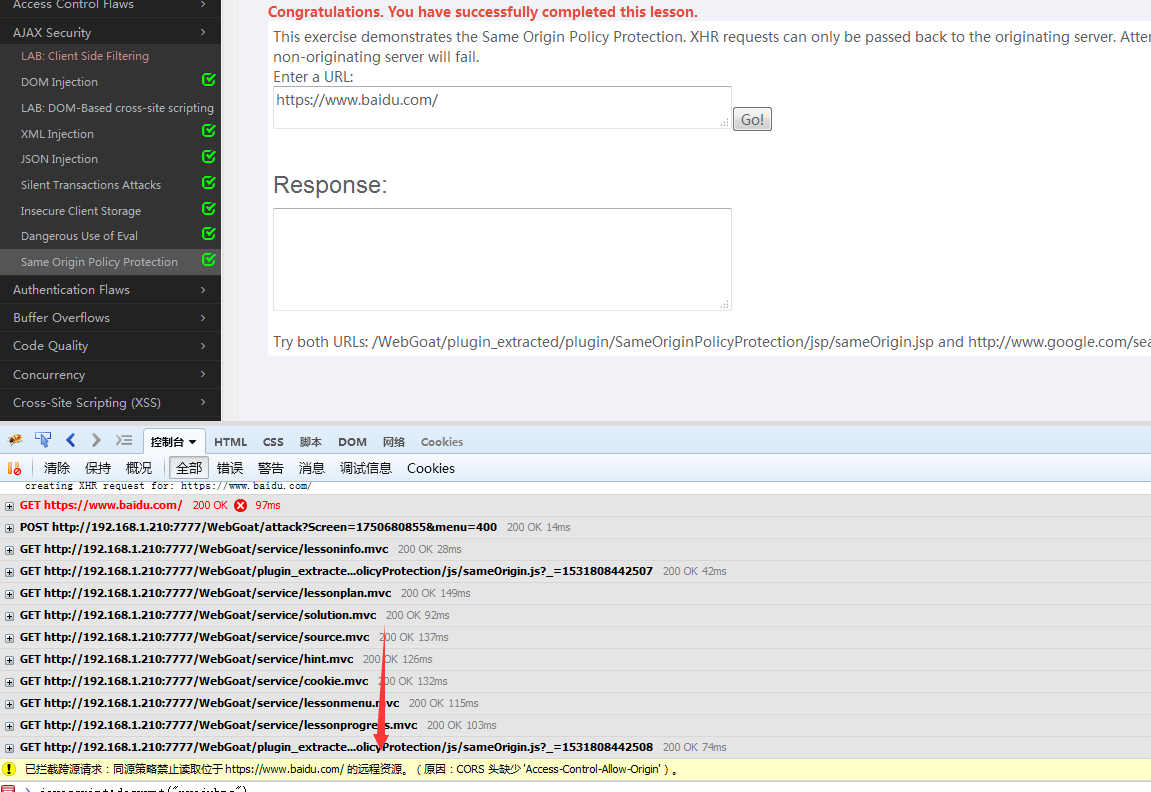 Access Control Flaws
AJAX Security
LAB: Client Side Filtering
DOM Injection
LAB: DOM-Based cross-site scripting
XML Injection
JSON Injection
Silent Transactions Attacks
Insecure Client Storage
Dangerous Use of Eval
Same Origin Policy Protection
Authentication Flaws
Buffer Overflows
Code Quality
Concurrency
Cross-Site Scripting (XSS)
Congratulations. You have successfully completed this lesson.
This exercise demonstrates the Same Origin Policy Protection. XHR requests can only be passed back to the originating server. Atter
non-originating server will fail.
Enter a URL:
https://www.baidu.com/
Go!
Response:
Try both URLs: /WebGoat/plugin_extracted/plugin/SameOriginPolicyProtection/jsp/sameOrigin.jsp and http://www.google.com/sea
控制台 HTML CSS 脚本 DOM 网络 Cookies
清除 保持 概况 全部 错误 警告 消息 调试信息 Cookies
creating XHR request for: https://www.baidu.com/
GET https://www.baidu.com/ 200 OK 97ms
POST http://192.168.1.210:7777/WebGoat/attack?Screen=1750680855&menu=400 200 OK 14ms
GET http://192.168.1.210:7777/WebGoat/service/lessoninfo.mvc 200 OK 28ms
GET http://192.168.1.210:7777/WebGoat/plugin_extracte...olicyProtection/js/sameOrigin.js?_=1531808442507 200 OK 42ms
GET http://192.168.1.210:7777/WebGoat/service/lessonplan.mvc 200 OK 149ms
GET http://192.168.1.210:7777/WebGoat/service/solution.mvc 200 OK 92ms
GET http://192.168.1.210:7777/WebGoat/service/source.mvc 200 OK 137ms
GET http://192.168.1.210:7777/WebGoat/service/hint.mvc 200 OK 126ms
GET http://192.168.1.210:7777/WebGoat/service/cookie.mvc 200 OK 132ms
GET http://192.168.1.210:7777/WebGoat/service/lessonmenu.mvc 200 OK 115ms
GET http://192.168.1.210:7777/WebGoat/service/lessonprogress.mvc 200 OK 103ms
GET http://192.168.1.210:7777/WebGoat/plugin_extracte...olicyProtection/js/sameOrigin.js?_=1531808442508 200 OK 74ms
已拦截跨源请求：同源策略禁止读取位于 https://www.baidu.com/ 的远程资源。（原因：CORS 头缺少 'Access-Control-Allow-Origin'）。